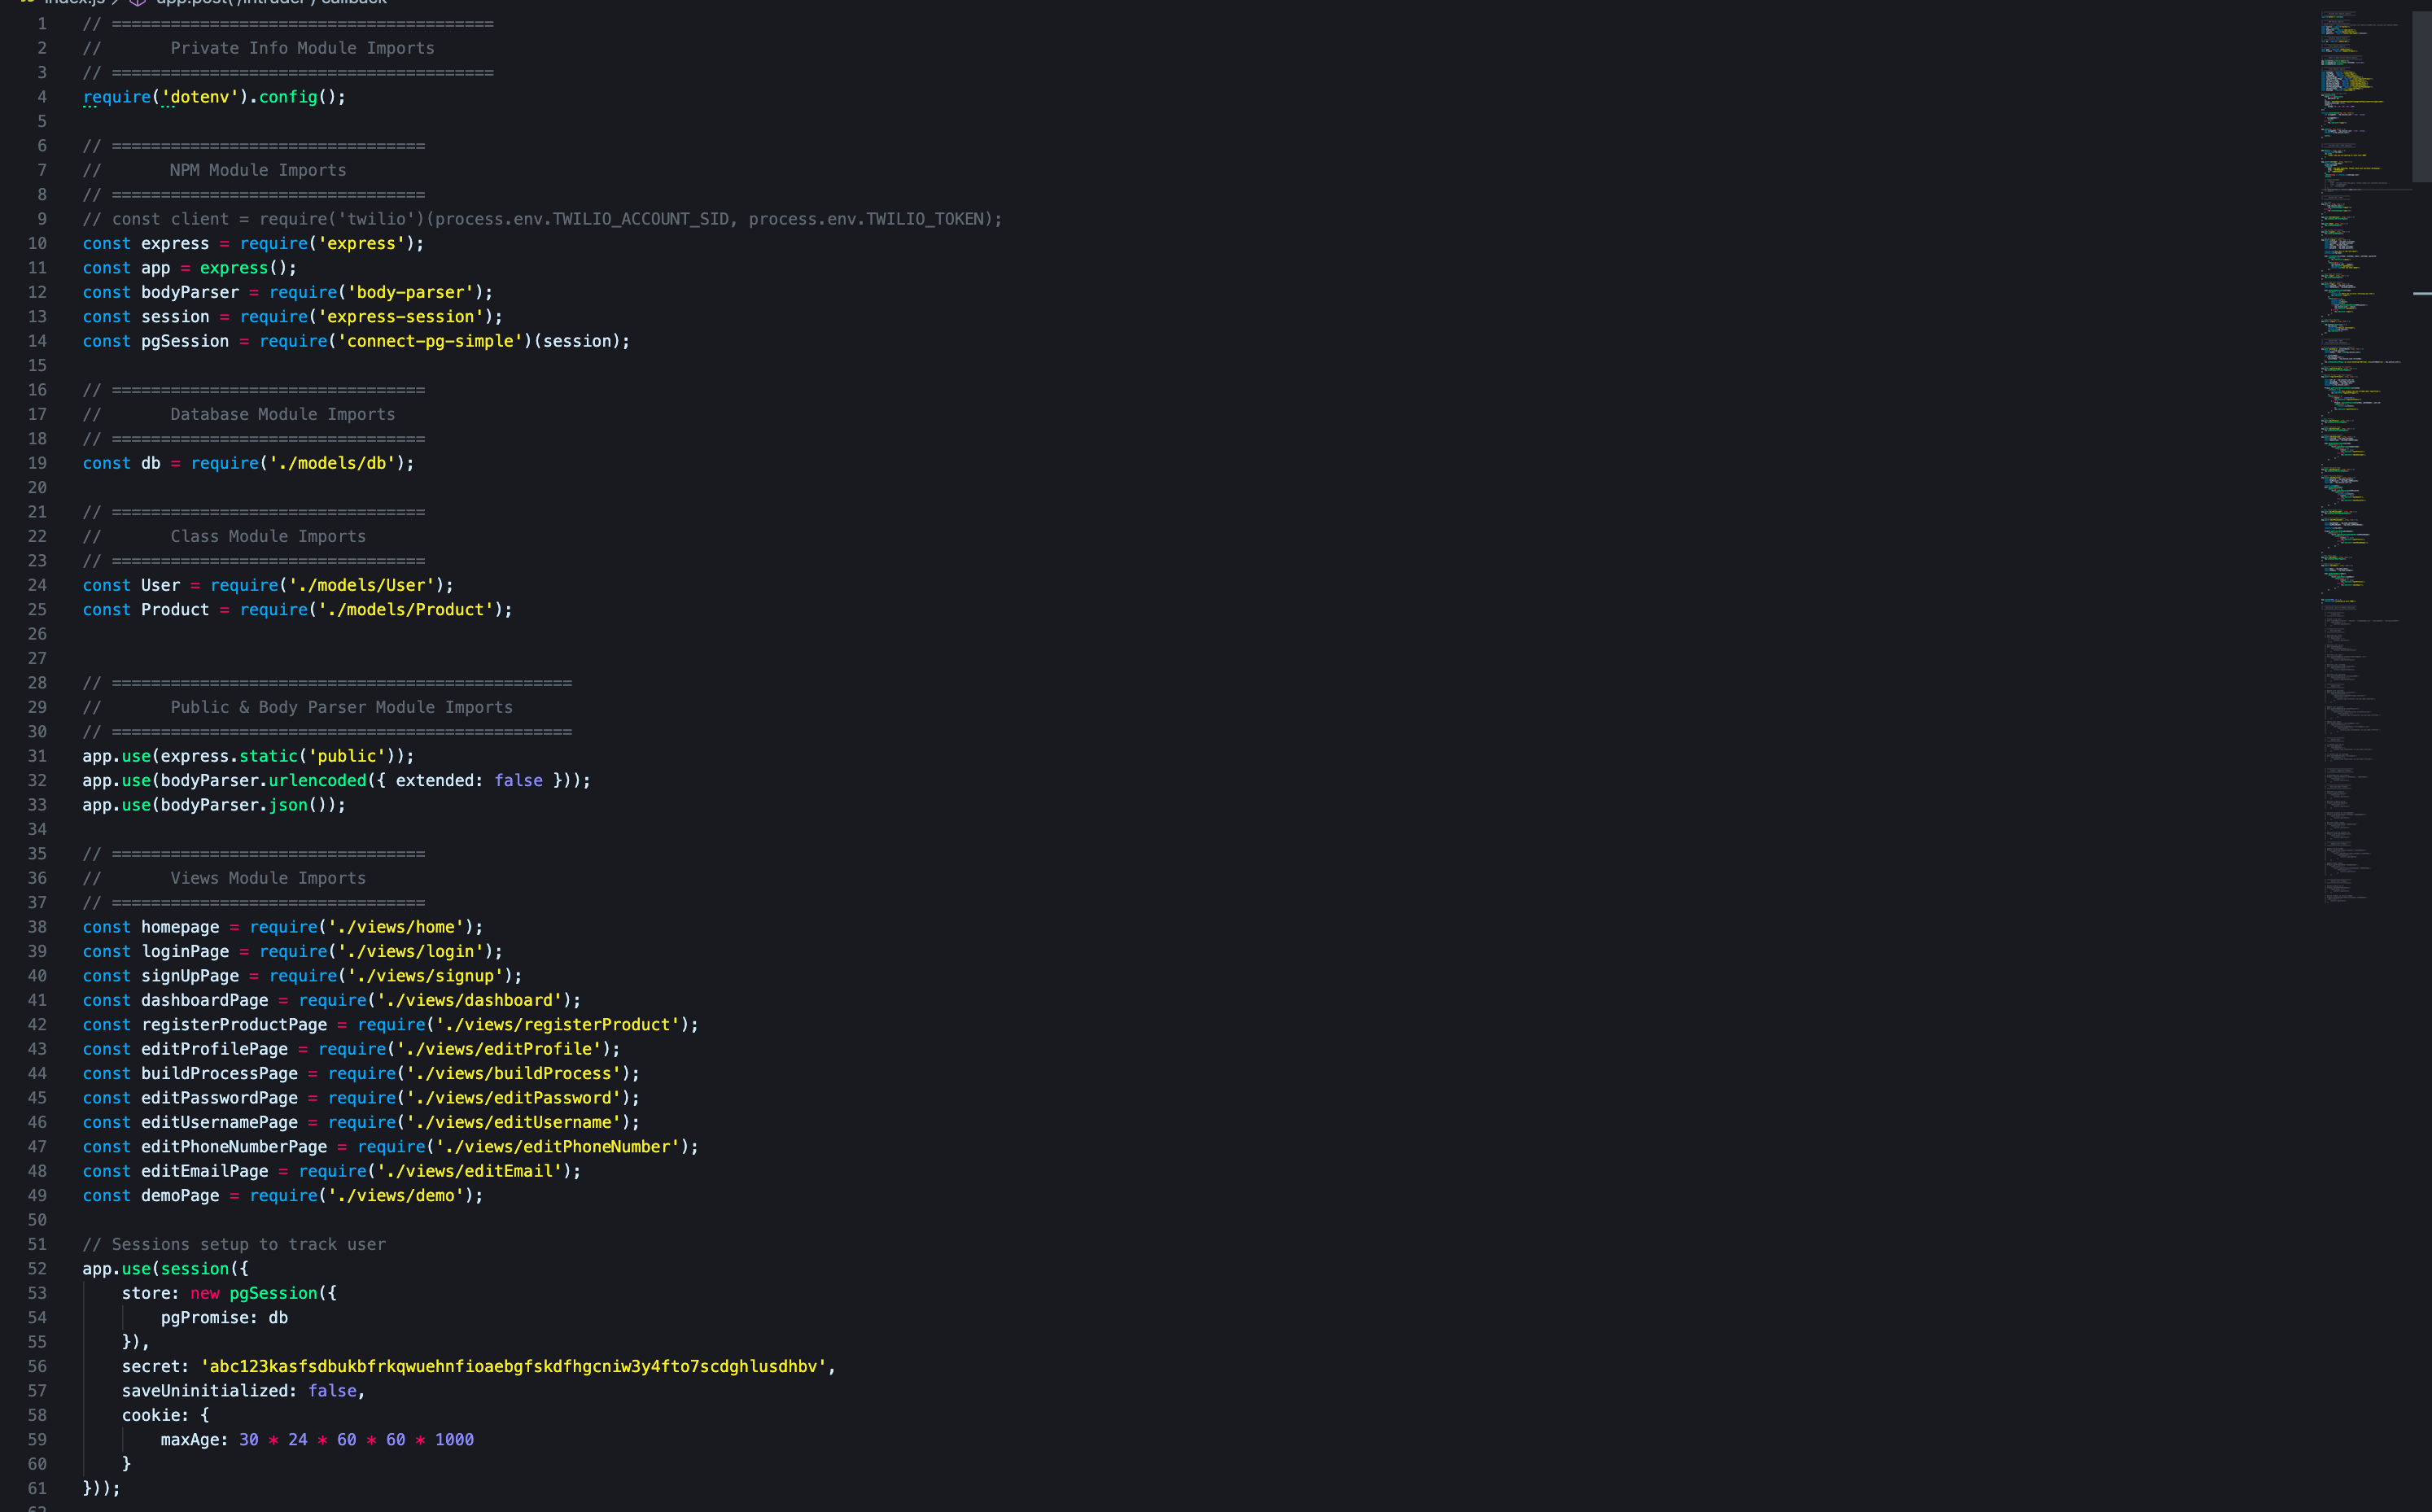 index.js > app.post('/intruder') callback
1 // =======================================
2 //       Private Info Module Imports
3 // =======================================
4 require('dotenv').config();
5
6 // ================================
7 //       NPM Module Imports
8 // ================================
9 // const client = require('twilio')(process.env.TWILIO_ACCOUNT_SID, process.env.TWILIO_TOKEN);
10 const express = require('express');
11 const app = express();
12 const bodyParser = require('body-parser');
13 const session = require('express-session');
14 const pgSession = require('connect-pg-simple')(session);
15
16 // ================================
17 //       Database Module Imports
18 // ================================
19 const db = require('./models/db');
20
21 // ================================
22 //       Class Module Imports
23 // ================================
24 const User = require('./models/User');
25 const Product = require('./models/Product');
26
27
28 // ===============================================
29 //       Public & Body Parser Module Imports
30 // ===============================================
31 app.use(express.static('public'));
32 app.use(bodyParser.urlencoded({ extended: false }));
33 app.use(bodyParser.json());
34
35 // ================================
36 //       Views Module Imports
37 // ================================
38 const homepage = require('./views/home');
39 const loginPage = require('./views/login');
40 const signUpPage = require('./views/signup');
41 const dashboardPage = require('./views/dashboard');
42 const registerProductPage = require('./views/registerProduct');
43 const editProfilePage = require('./views/editProfile');
44 const buildProcessPage = require('./views/buildProcess');
45 const editPasswordPage = require('./views/editPassword');
46 const editUsernamePage = require('./views/editUsername');
47 const editPhoneNumberPage = require('./views/editPhoneNumber');
48 const editEmailPage = require('./views/editEmail');
49 const demoPage = require('./views/demo');
50
51 // Sessions setup to track user
52 app.use(session({
53     store: new pgSession({
54         pgPromise: db
55     }),
56     secret: 'abc123kasfsdbukbfrkqwuehnfioaebgfskdfhgcniw3y4fto7scdghlusdhbv',
57     saveUninitialized: false,
58     cookie: {
59         maxAge: 30 * 24 * 60 * 60 * 1000
60     }
61 }));
62